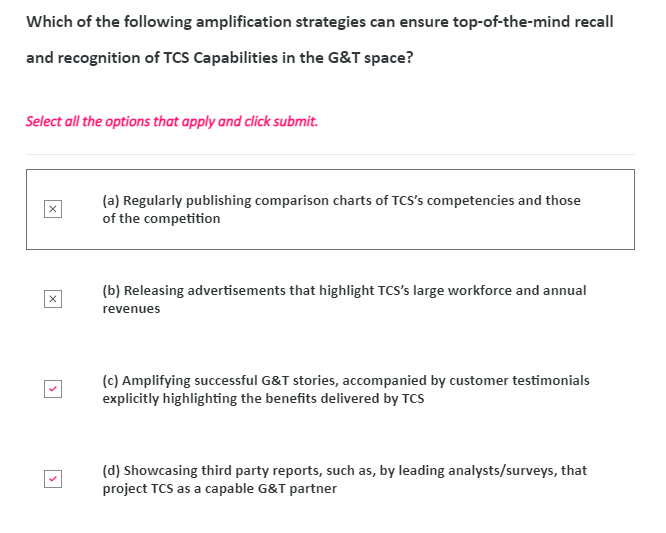 Which of the following amplification strategies can ensure top-of-the-mind recall
and recognition of TCS Capabilities in the G&T space?
Select all the options that apply and click submit.
(a) Regularly publishing comparison charts of TCS’s competencies and those
of the competition
(b) Releasing advertisements that highlight TCS’s large workforce and annual
revenues
(c) Amplifying successful G&T stories, accompanied by customer testimonials
explicitly highlighting the benefits delivered by TCS
(d) Showcasing third party reports, such as, by leading analysts/surveys, that
project TCS as a capable G&T partner